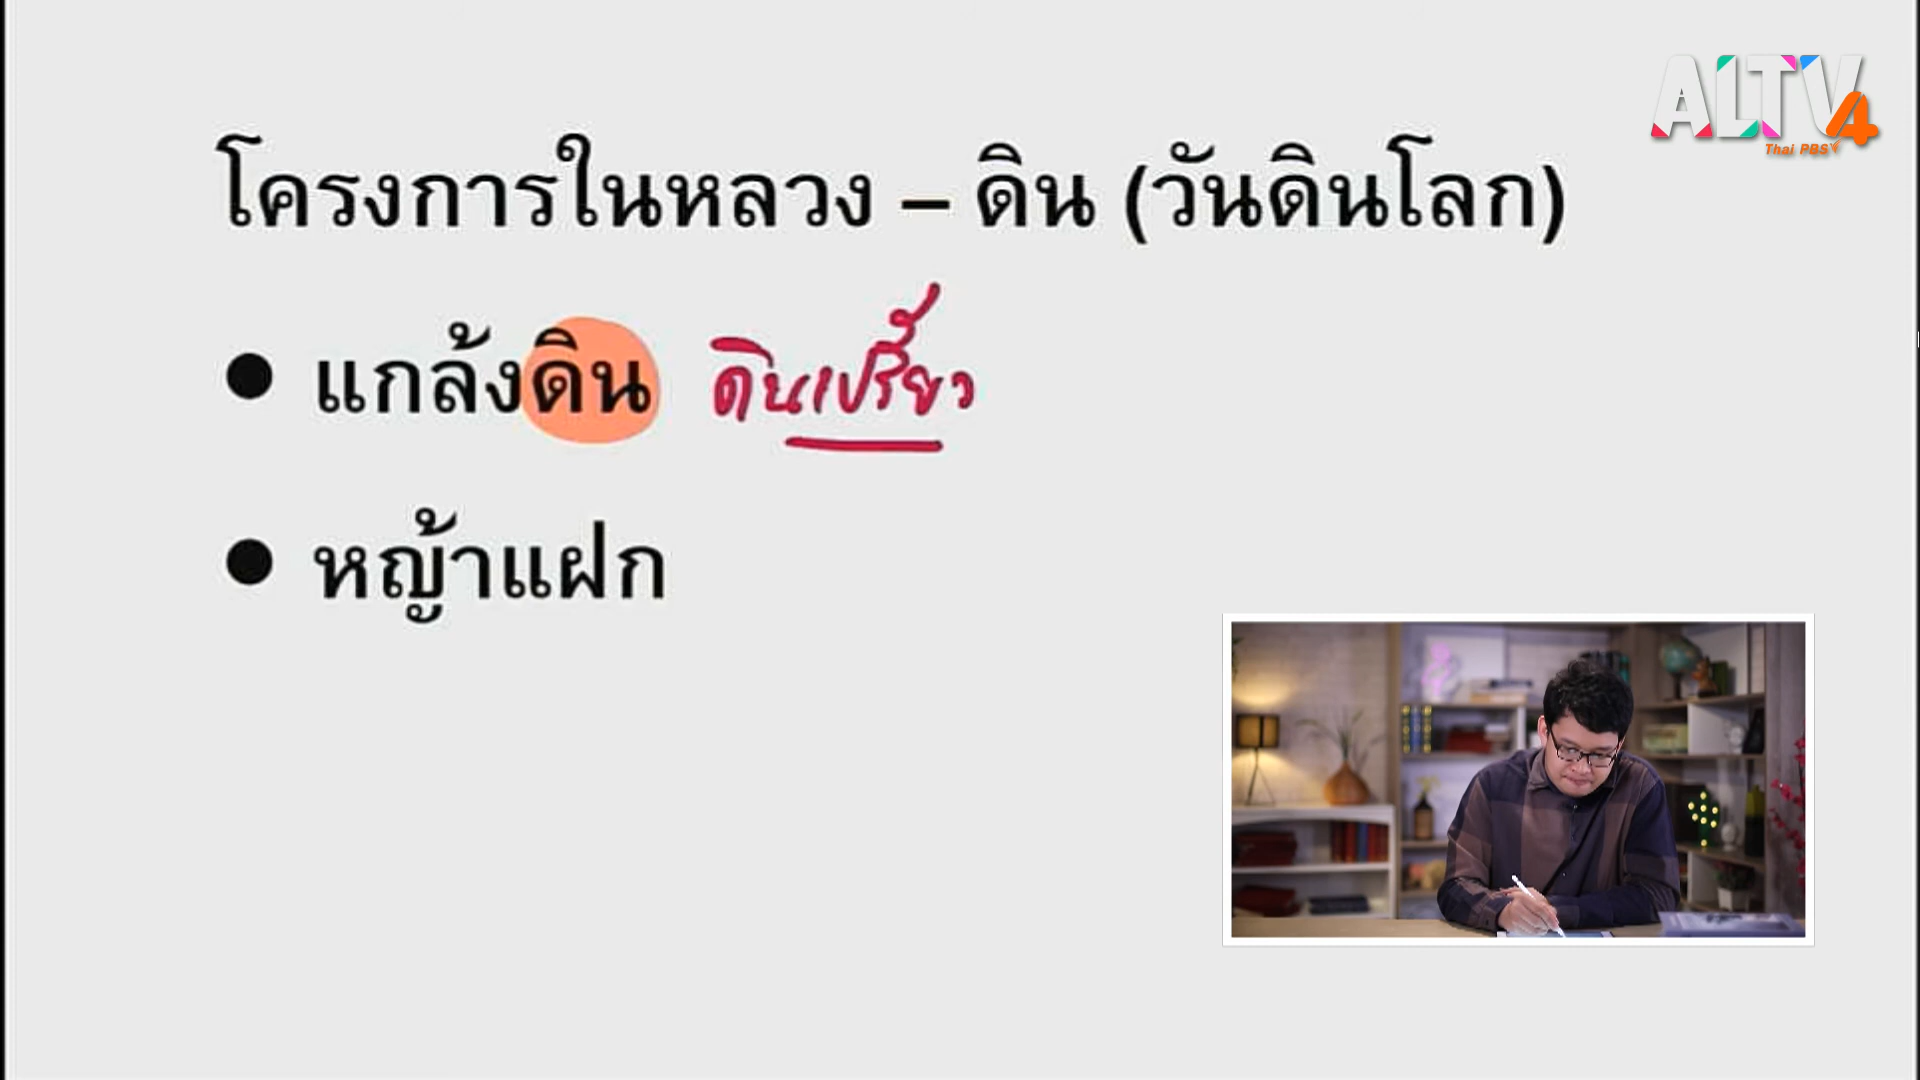 ALTV4
Thai PBS
โครงการในหลวง – ดิน (วันดินโลก)
● แกล้งดิน ดินเปรี้ยว
● หญ้าแฝก